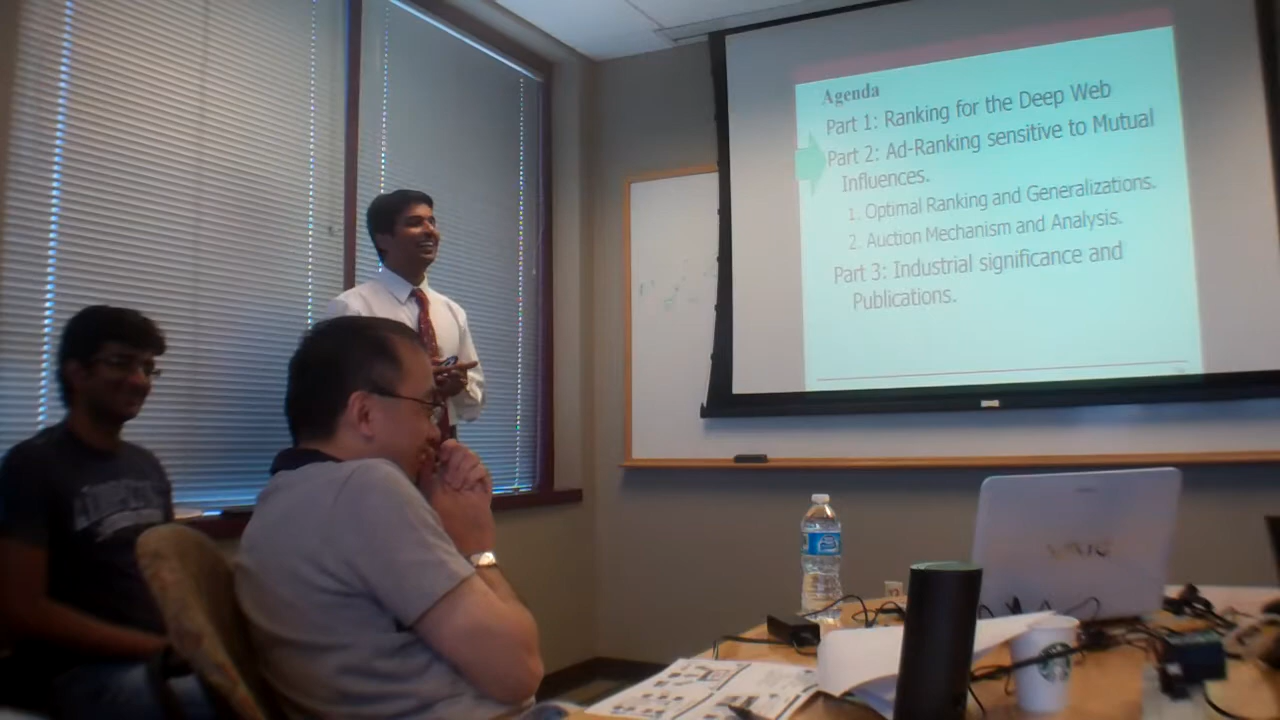 Agenda
Part 1: Ranking for the Deep Web
Part 2: Ad-Ranking sensitive to Mutual
Influences.
1. Optimal Ranking and Generalizations.
2. Auction Mechanism and Analysis.
Part 3: Industrial significance and
Publications.
VAIO